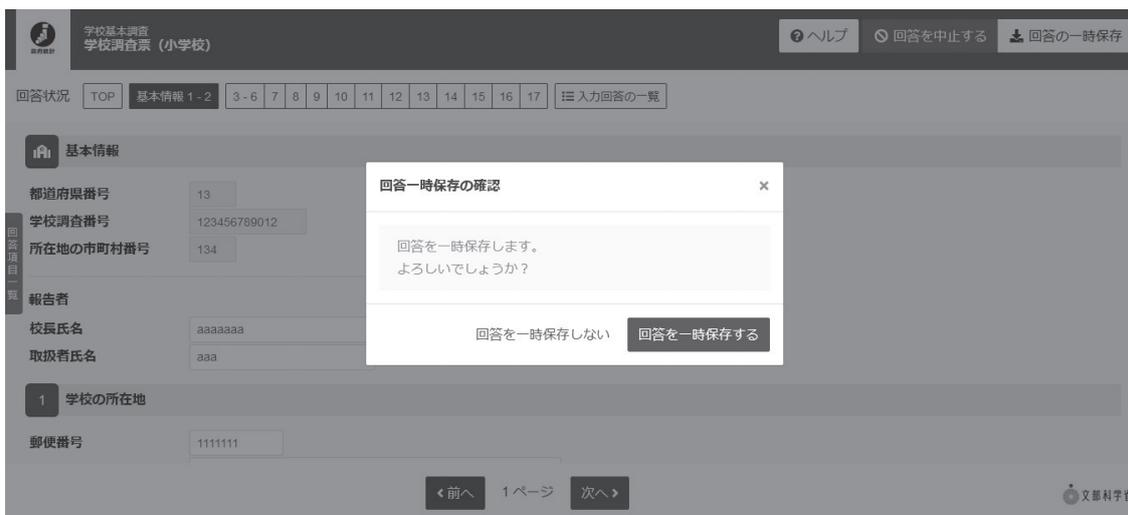 政府統計
学校基本調査
学校調査票（小学校）
ヘルプ
回答を中止する
回答の一時保存
回答状況 TOP 基本情報 1 - 2 3 - 6 7 8 9 10 11 12 13 14 15 16 17 入力回答の一覧
基本情報
回答項目一覧
都道府県番号 13
学校調査番号 123456789012
所在地の市町村番号 134
報告者
校長氏名 aaaaaaa
取扱者氏名 aaa
1 学校の所在地
郵便番号 1111111
回答一時保存の確認 ×
回答を一時保存します。
よろしいでしょうか？
回答を一時保存しない 回答を一時保存する
前へ 1 ページ 次へ
文部科学省